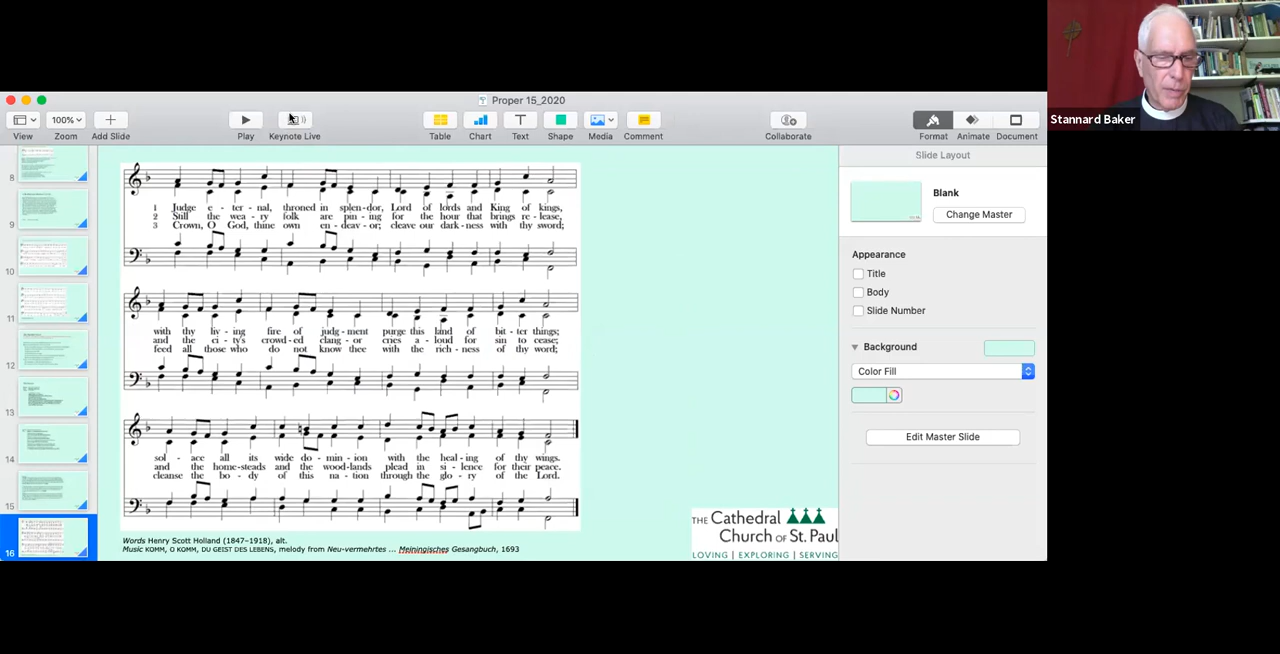 Prover 15_2020
View
100%
Zoom
Add Slide
Play
Keynote Live
Table
Chart
Text
Shape
Media
Comment
Collaborate
Format
Animate
Document
Stannard Baker
8
9
10
11
12
13
14
15
16
1 Judge e - ter - nal, throned in splen - dor, Lord of lords and King of kings,
2 Still the wea - ry folk are pin - ing for the hour that brings re - lease,
3 Crown, O God, thine own en - deav - or; cleave our dark - ness with thy sword;
with thy liv - ing fire of judg - ment purge this land of bit - ter things;
and the ci - ty's crowd - ed clang - or cries a - loud for sin to cease;
feed all those who do not know thee with the rich - ness of thy word;
sol - ace all its wide do - min - ion with the heal - ing of thy wings.
and the home - steads and the wood - lands plead in si - lence for their peace.
cleanse the bo - dy of this na - tion through the glo - ry of the Lord.
Words Henry Scott Holland (1847–1918), alt.
Music KOMM, O KOMM, DU GEIST DES LEBENS, melody from Neu-vermehrtes ... Meiningisches Gesangbuch, 1693
THE Cathedral
Church OF St. Paul
LOVING | EXPLORING | SERVING
Slide Layout
Blank
Change Master
Appearance
Title
Body
Slide Number
Background
Color Fill
Edit Master Slide